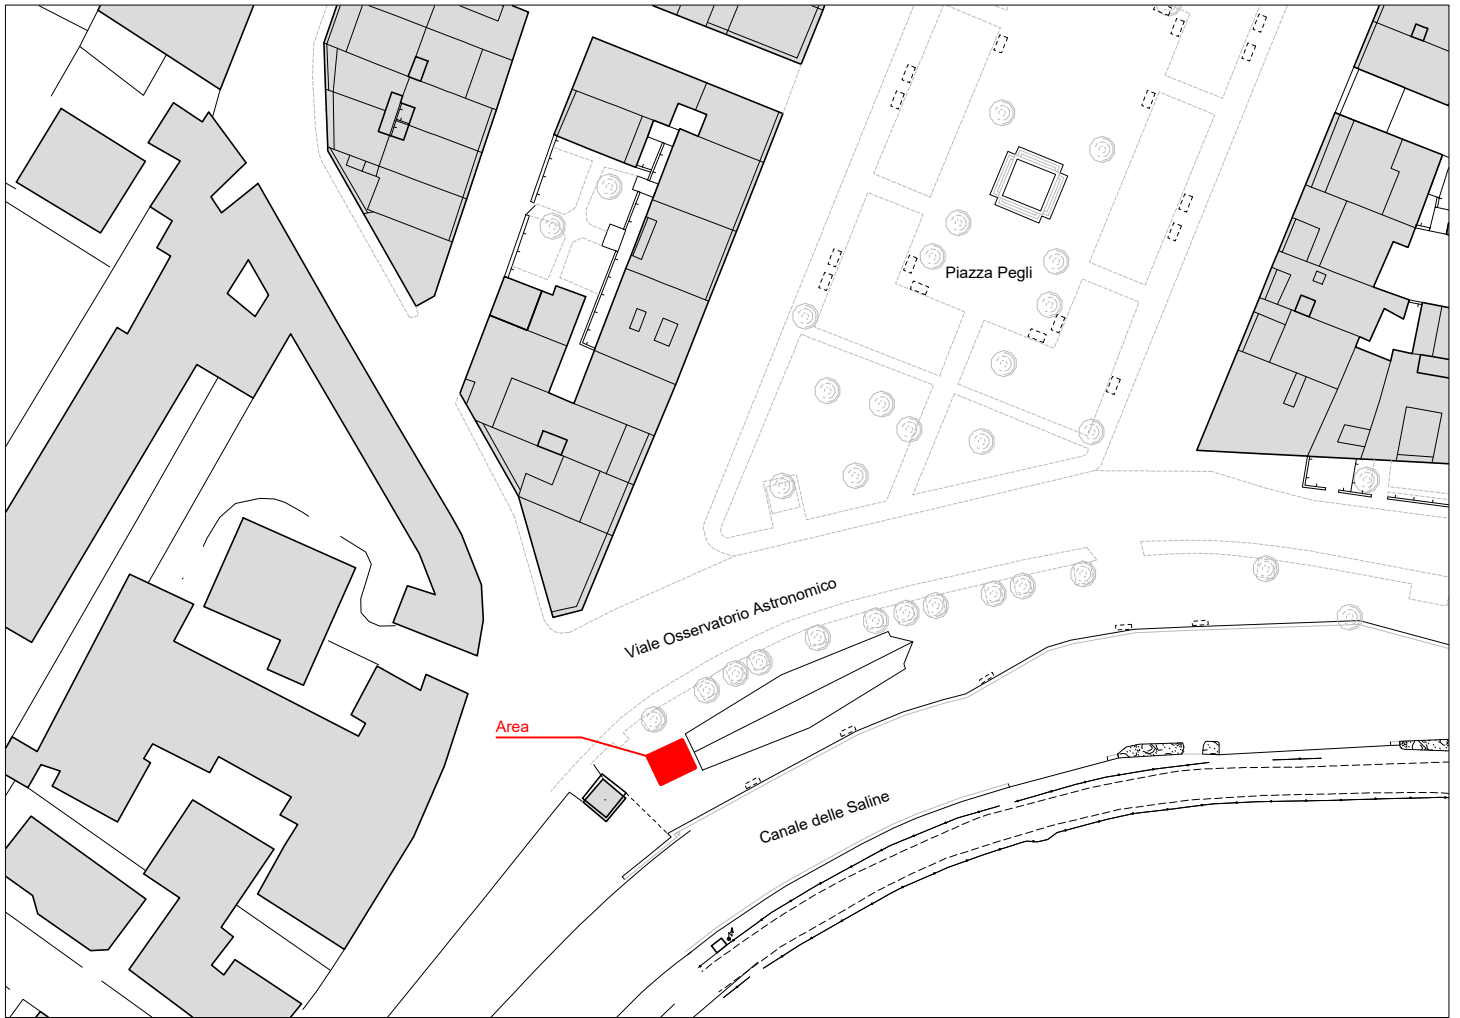 Piazza Pegli
Viale Osservatorio Astronomico
Area
Canale delle Saline